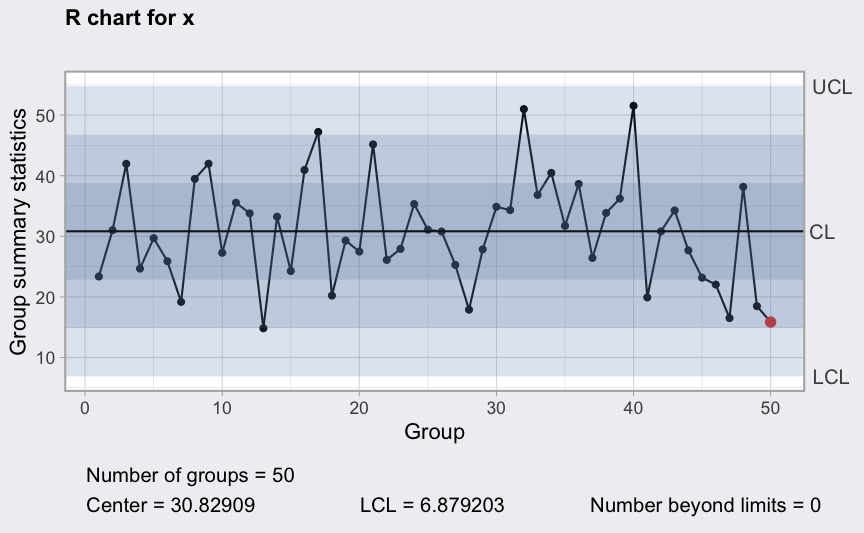 R chart for x
UCL
50
40
30
20
10
CL
LCL
Group summary statistics
0 10 20 30 40 50
Group
Number of groups = 50
Center = 30.82909 LCL = 6.879203 Number beyond limits = 0